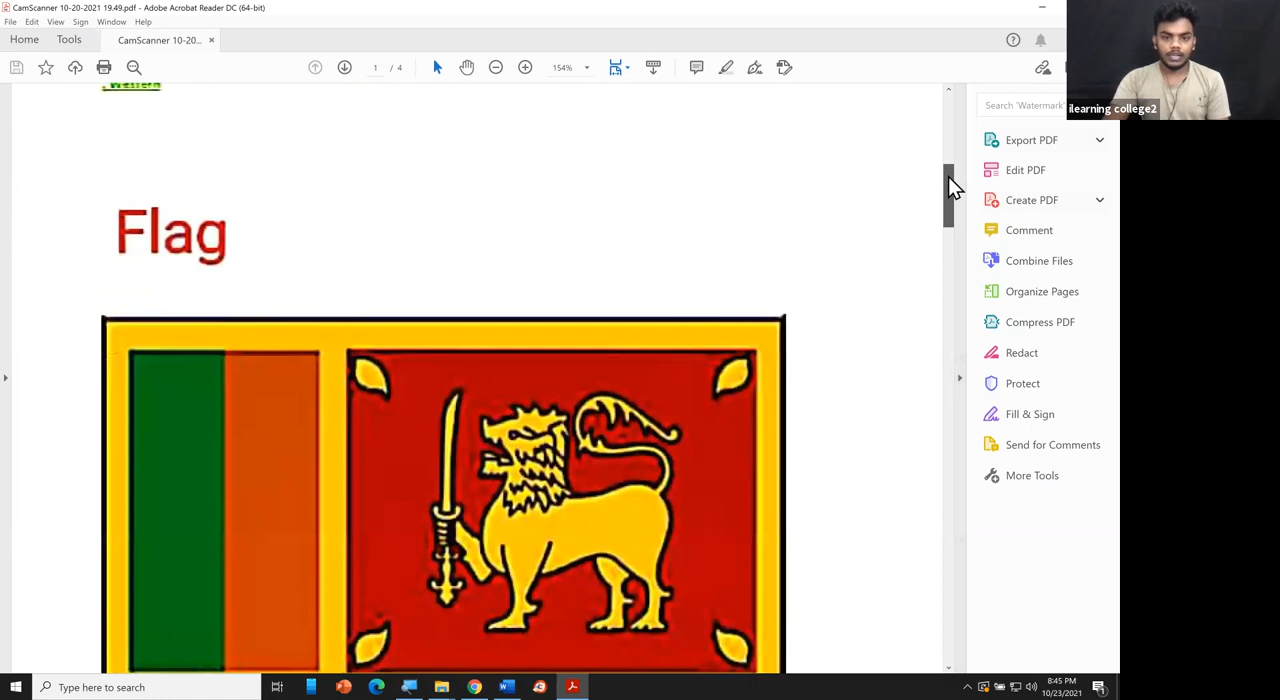 CamScanner 10-20-2021 19.49.pdf - Adobe Acrobat Reader DC (64-bit)
File Edit View Sign Window Help
Home Tools CamScanner 10-20... ×
1 / 4 154%
. Western
Flag
Search 'Watermark'
ilearning college2
Export PDF
Edit PDF
Create PDF
Comment
Combine Files
Organize Pages
Compress PDF
Redact
Protect
Fill & Sign
Send for Comments
More Tools
Type here to search
8:45 PM
10/23/2021